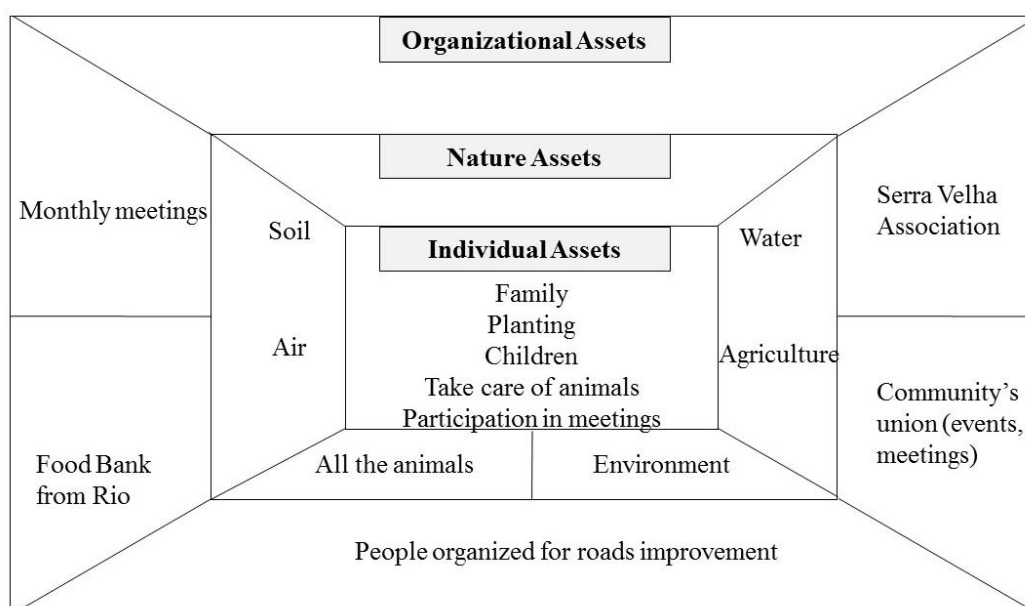 Organizational Assets
Nature Assets
Monthly meetings
Soil
Water
Serra Velha
Association
Individual Assets
Family
Planting
Children
Take care of animals
Participation in meetings
Air
Agriculture
Community’s
union (events,
meetings)
Food Bank
from Rio
All the animals
Environment
People organized for roads improvement